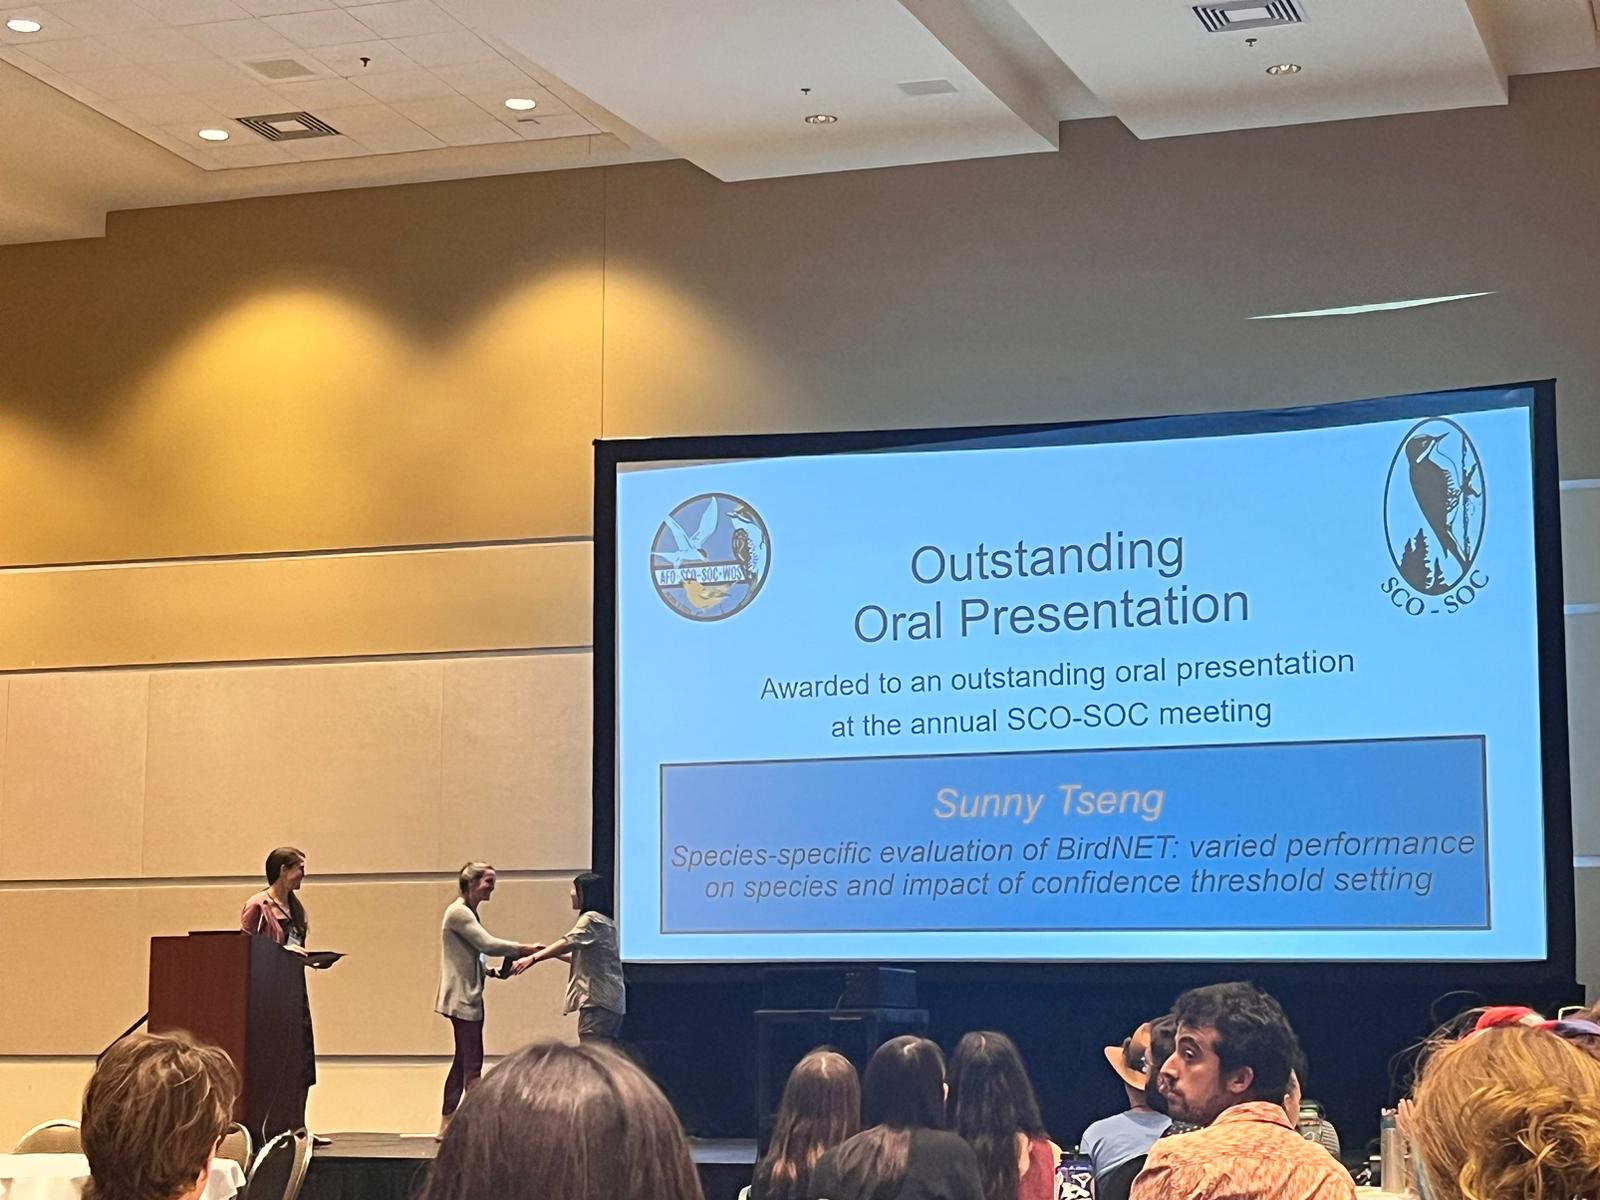 AFO-SCO-SOC-WOS
SCO-SOC
Outstanding
Oral Presentation
Awarded to an outstanding oral presentation
at the annual SCO-SOC meeting
Sunny Tseng
Species-specific evaluation of BirdNET: varied performance
on species and impact of confidence threshold setting